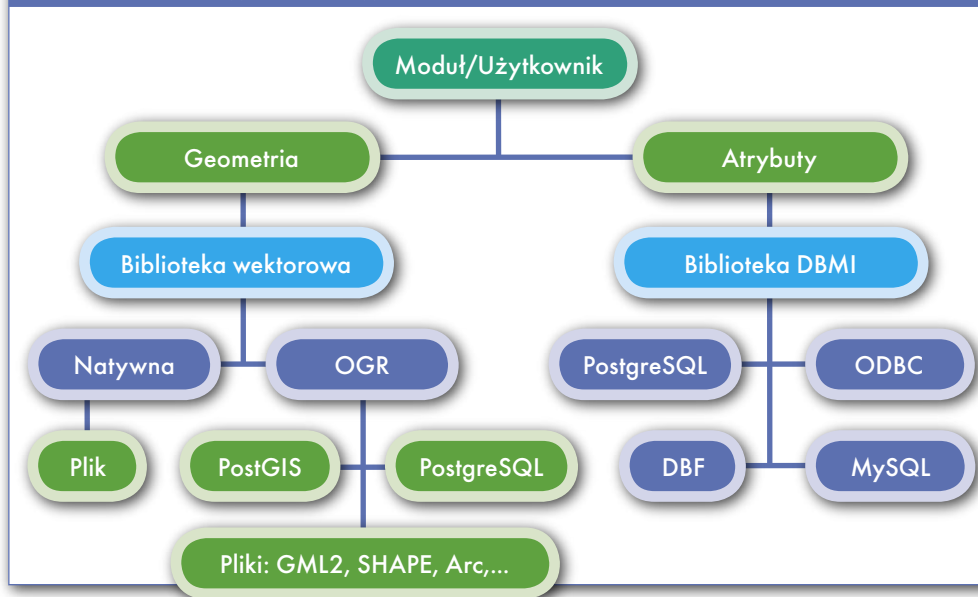 Moduł/Użytkownik
Geometria
Atrybuty
Biblioteka wektorowa
Biblioteka DBMI
Natywna
OGR
PostgreSQL
ODBC
Plik
PostGIS
PostgreSQL
DBF
MySQL
Pliki: GML2, SHAPE, Arc,...